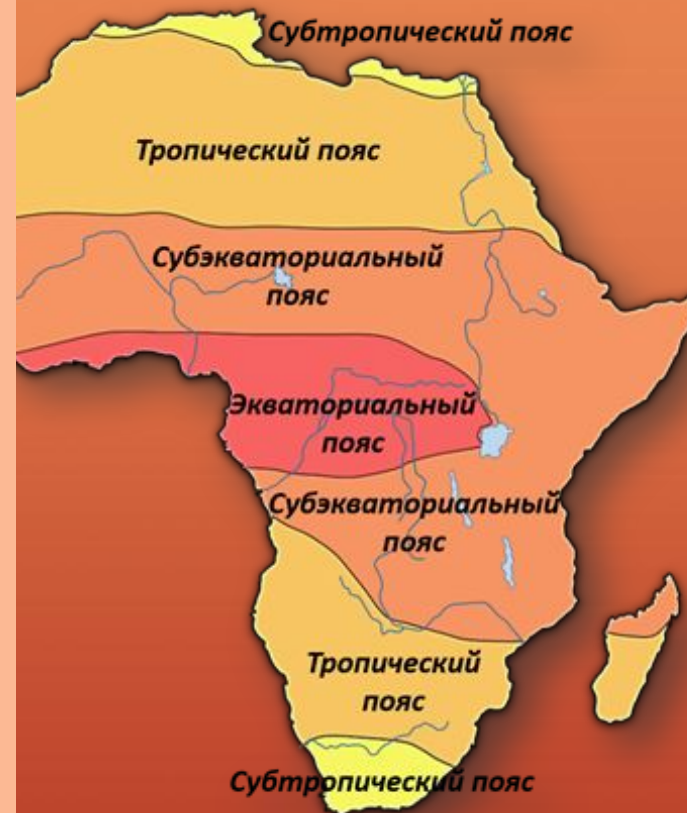 Субтропический пояс
Тропический пояс
Субэкваториальный
пояс
Экваториальный
пояс
Субэкваториальный
пояс
Тропический
пояс
Субтропический пояс